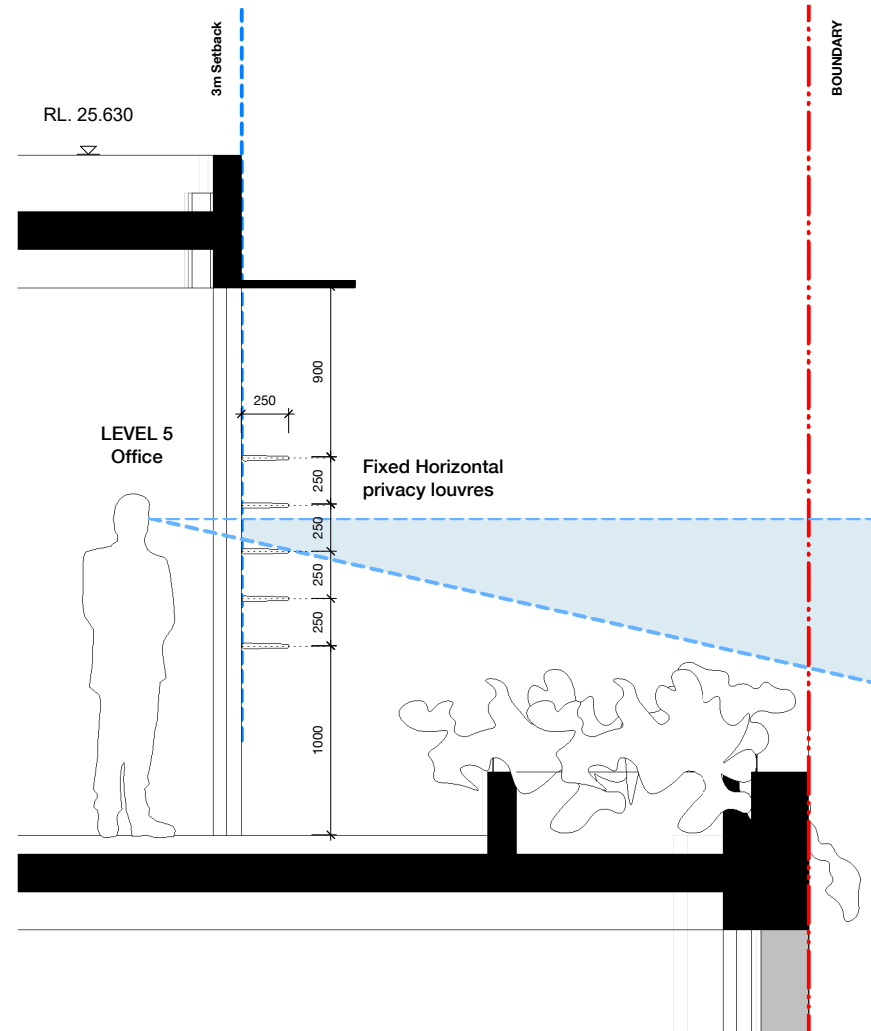 3m Setback
BOUNDARY
RL. 25.630
900
250
LEVEL 5
Office
Fixed Horizontal
privacy louvres
250
250
250
250
1000